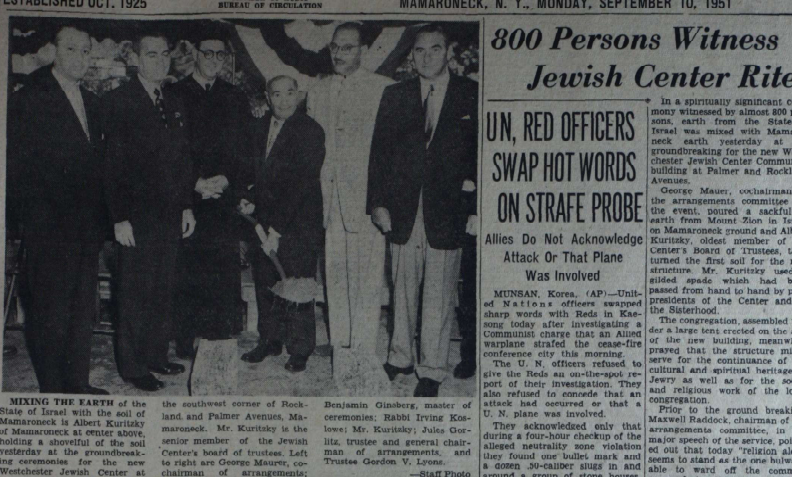 ESTABLISHED OCT. 1925
BUREAU OF CIRCULATION
MAMARONECK, N. Y., MONDAY, SEPTEMBER 10, 1951
MIXING THE EARTH of the
State of Israel with the soil of
Mamaroneck is Albert Kuritzky
of Mamaroneck at center above,
holding a shovelful of the soil
yesterday at the groundbreak-
ing ceremonies for the new
Westchester Jewish Center at
the southwest corner of Rock-
land and Palmer Avenues, Ma-
maroneck. Mr. Kuritzky is the
senior member of the Jewish
Center's board of trustees. Left
to right are George Maurer, co-
chairman of arrangements;
Benjamin Ginsberg, master of
ceremonies; Rabbi Irving Kos-
lowe; Mr. Kuritzky; Jules Gor-
litz, trustee and general chair-
man of arrangements, and
Trustee Gordon V. Lyons.
—Staff Photo
800 Persons Witness
Jewish Center Rite
UN, RED OFFICERS
SWAP HOT WORDS
ON STRAFE PROBE
Allies Do Not Acknowledge
Attack Or That Plane
Was Involved
MUNSAN, Korea, (AP)—Unit-
ed Nations officers swapped
sharp words with Reds in Kae-
song today after investigating a
Communist charge that an Allied
warplane strafed the cease-fire
conference city this morning.
The U. N. officers refused to
give the Reds an on-the-spot re-
port of their investigation. They
also refused to concede that an
attack had occurred or that a
U. N. plane was involved.
They acknowledged only that
during a four-hour checkup of the
alleged neutrality zone violation
they found one bullet mark and
a dozen .50-caliber slugs in and
around a group of stone houses
In a spiritually significant c
mony witnessed by almost 800 p
sons, earth from the State
Israel was mixed with Mama
neck earth yesterday at
groundbreaking for the new W
chester Jewish Center Commu
building at Palmer and Rockl
Avenues.
George Mauer, cochairman
the arrangements committee
the event, poured a sackful
earth from Mount Zion in Is
on Mamaroneck ground and Al
Kuritzky, oldest member of
Center's Board of Trustees, t
turned the first soil for the
structure. Mr. Kuritzky used
gilded spade which had b
passed from hand to hand by p
presidents of the Center and
the Sisterhood.
The congregation, assembled
der a large tent erected on the
of the new building, meanw
prayed that the structure mi
serve for the continuance of
cultural and spiritual heritage
Jewry as well as for the so
and religious work of the lo
congregation.
Prior to the ground breaki
Maxwell Raddock, chairman of
arrangements committee, in
major speech of the service, poi
ed out that today "religion al
seems to stand as the one bulw
able to ward off the comm